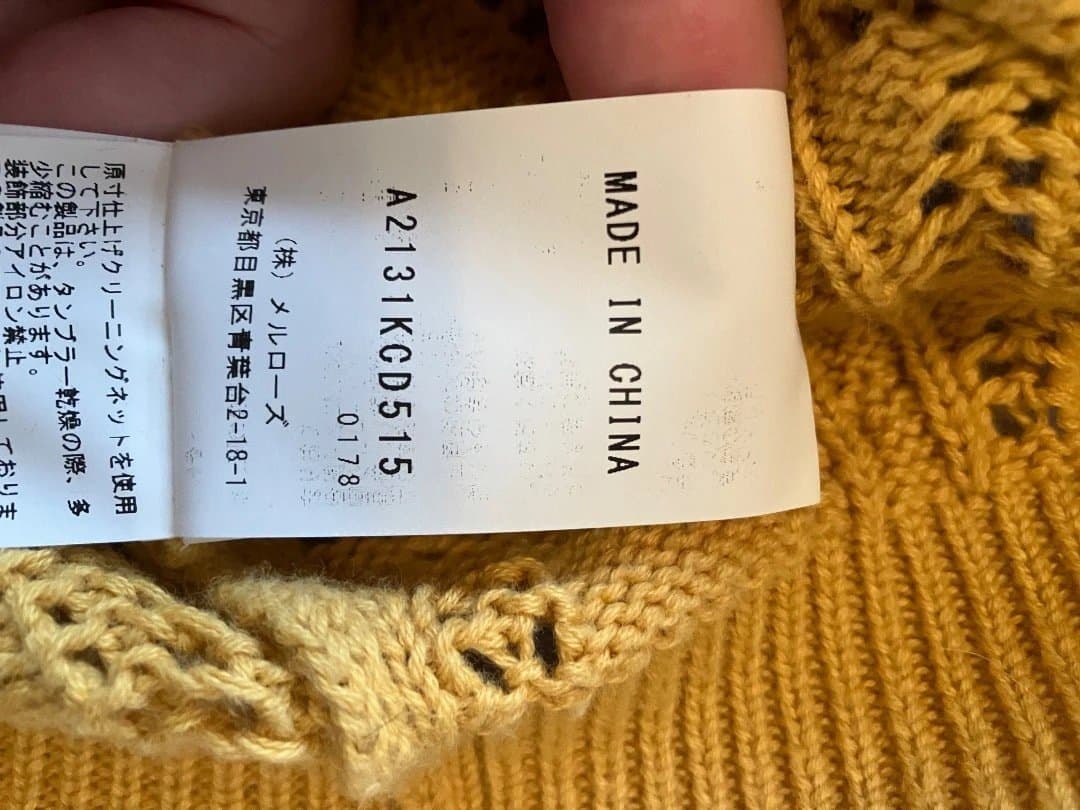 MADE IN CHINA
A2131KCD515
0178
(株) メルローズ
東京都目黒区青葉台2-18-1
原寸仕上げクリーニングネットを使用
して下さい。
この製品は、タンブラー乾燥の際、多
少縮むことがあります。
装飾部分アイロン禁止